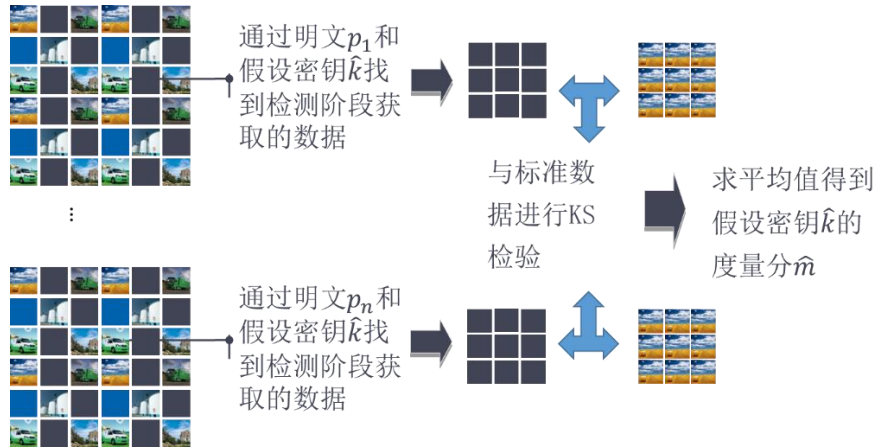 通过明文p₁和
假设密钥k̂找
到检测阶段获
取的数据
与标准数
据进行KS
检验
求平均值得到
假设密钥k̂的
度量分m̂
⋮
通过明文pₙ和
假设密钥k̂找
到检测阶段获
取的数据